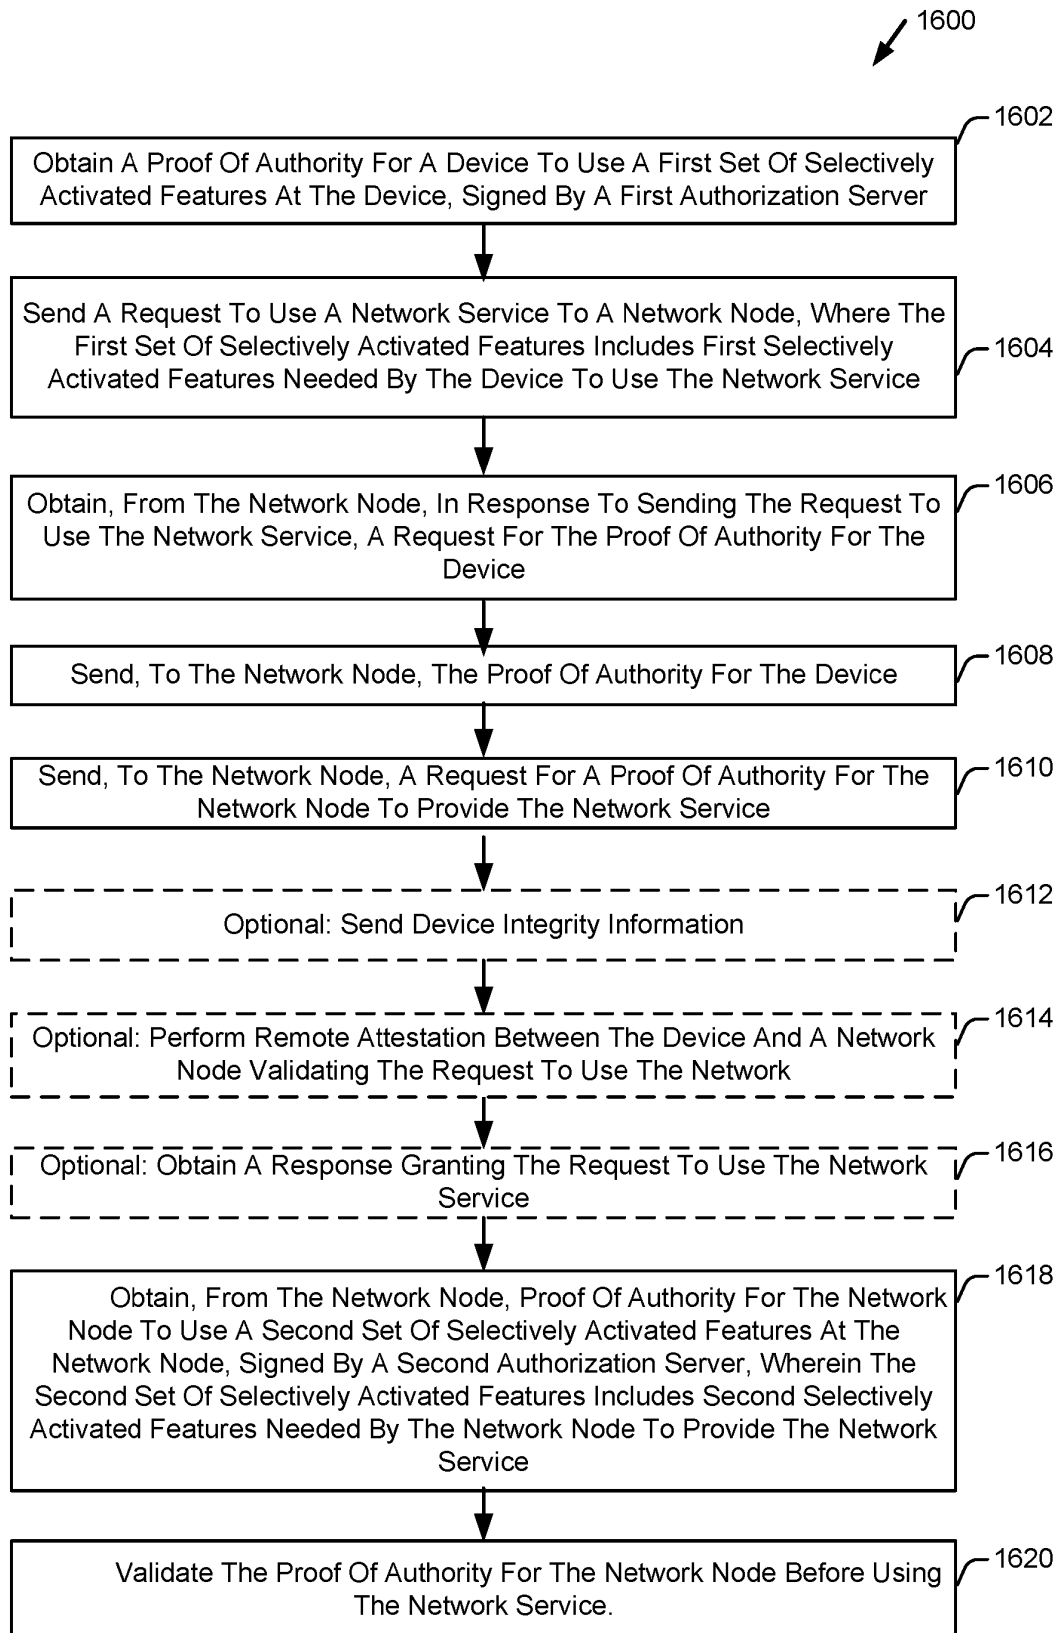 1600
1602
Obtain A Proof Of Authority For A Device To Use A First Set Of Selectively
Activated Features At The Device, Signed By A First Authorization Server
Send A Request To Use A Network Service To A Network Node, Where The
First Set Of Selectively Activated Features Includes First Selectively
Activated Features Needed By The Device To Use The Network Service
1604
Obtain, From The Network Node, In Response To Sending The Request To
Use The Network Service, A Request For The Proof Of Authority For The
Device
1606
Send, To The Network Node, The Proof Of Authority For The Device
1608
Send, To The Network Node, A Request For A Proof Of Authority For The
Network Node To Provide The Network Service
1610
Optional: Send Device Integrity Information
1612
Optional: Perform Remote Attestation Between The Device And A Network
Node Validating The Request To Use The Network
1614
Optional: Obtain A Response Granting The Request To Use The Network
Service
1616
Obtain, From The Network Node, Proof Of Authority For The Network
Node To Use A Second Set Of Selectively Activated Features At The
Network Node, Signed By A Second Authorization Server, Wherein The
Second Set Of Selectively Activated Features Includes Second Selectively
Activated Features Needed By The Network Node To Provide The Network
Service
1618
Validate The Proof Of Authority For The Network Node Before Using
The Network Service.
1620